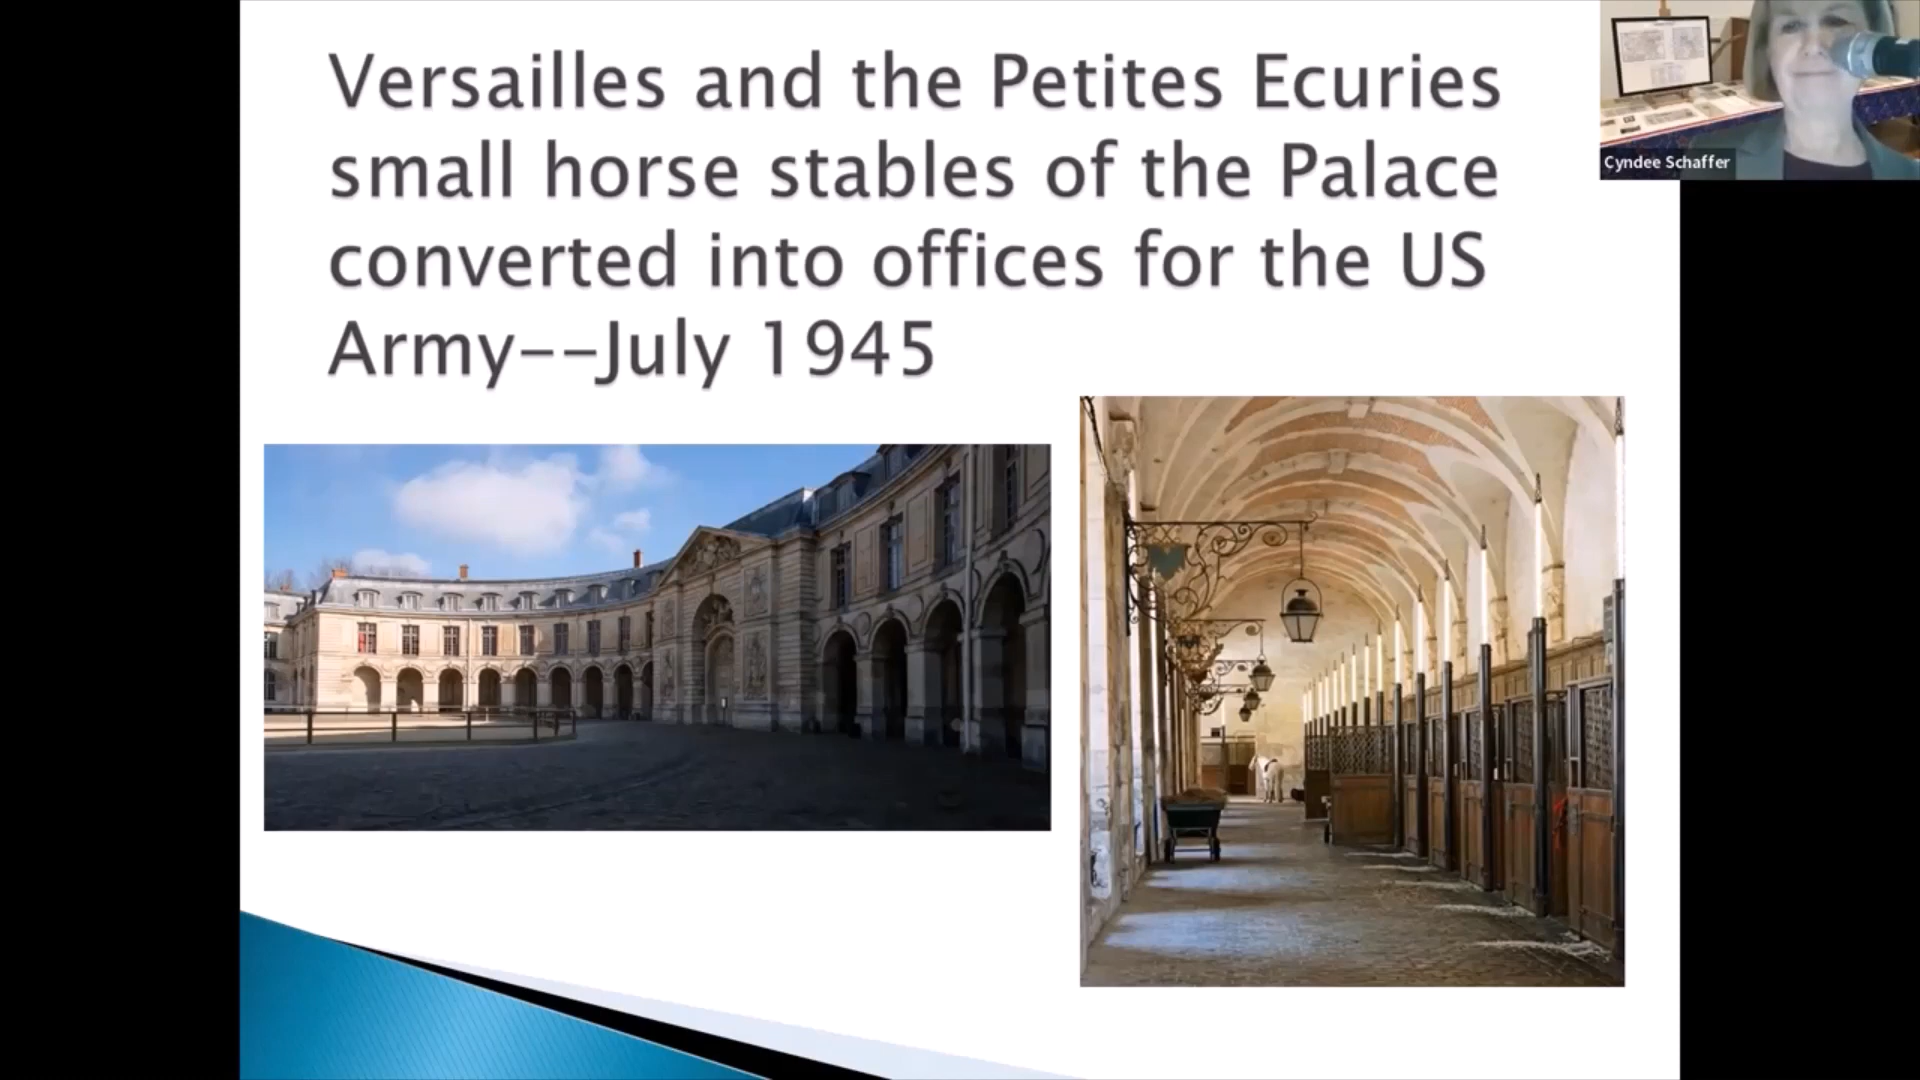 Versailles and the Petites Ecuries
small horse stables of the Palace
converted into offices for the US
Army--July 1945
Cyndee Schaffer